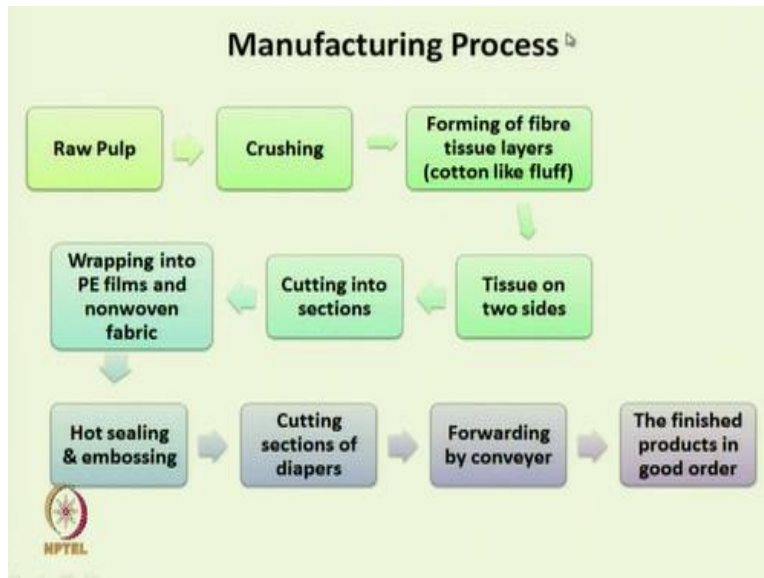 Manufacturing Process
Raw Pulp
Crushing
Forming of fibre
tissue layers
(cotton like fluff)
Tissue on
two sides
Cutting into
sections
Wrapping into
PE films and
nonwoven
fabric
Hot sealing
& embossing
Cutting
sections of
diapers
Forwarding
by conveyer
The finished
products in
good order
NPTEL